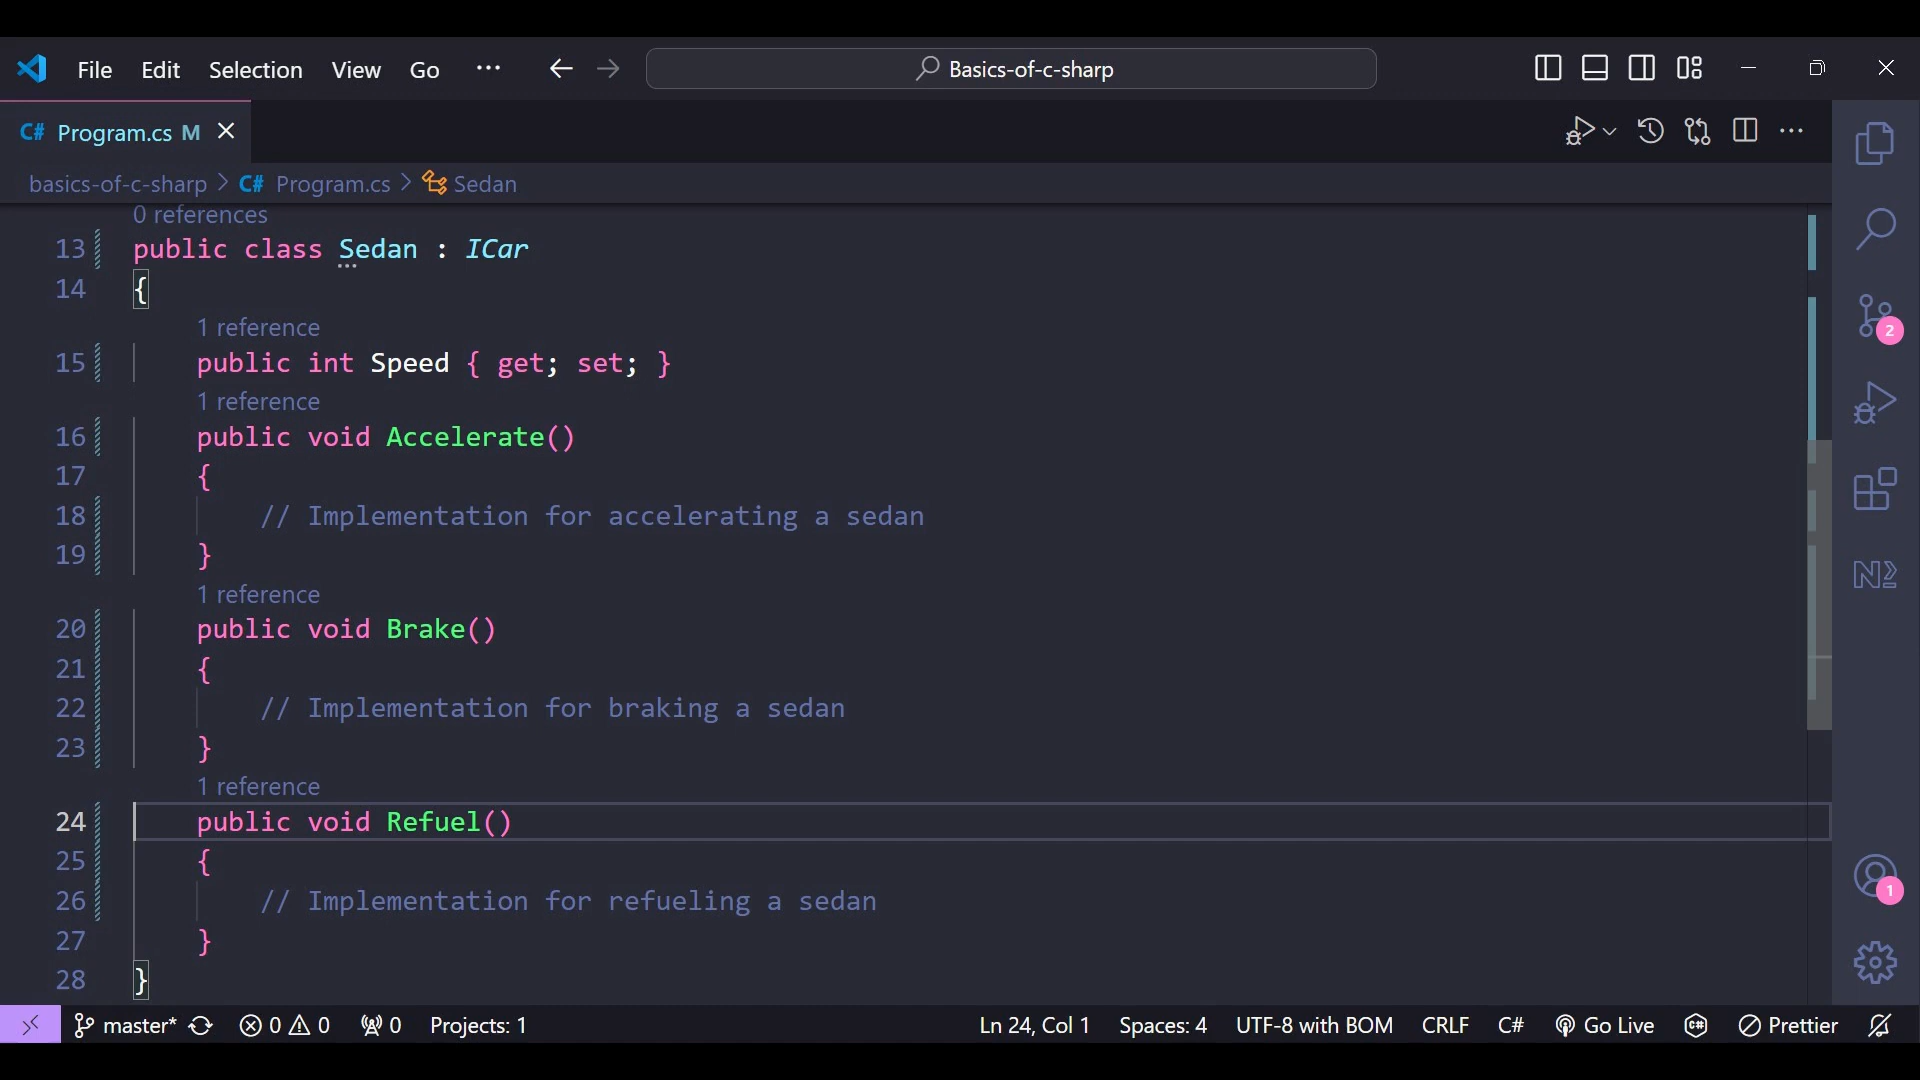 File Edit Selection View Go ··· Basics-of-c-sharp
C# Program.cs M
basics-of-c-sharp > C# Program.cs > Sedan
0 references
13 public class Sedan : ICar
14 {
1 reference
15 public int Speed { get; set; }
1 reference
16 public void Accelerate()
17 {
18 // Implementation for accelerating a sedan
19 }
1 reference
20 public void Brake()
21 {
22 // Implementation for braking a sedan
23 }
1 reference
24 public void Refuel()
25 {
26 // Implementation for refueling a sedan
27 }
28 }
2
1
master* 0 0 0 Projects: 1 Ln 24, Col 1 Spaces: 4 UTF-8 with BOM CRLF C# Go Live Prettier